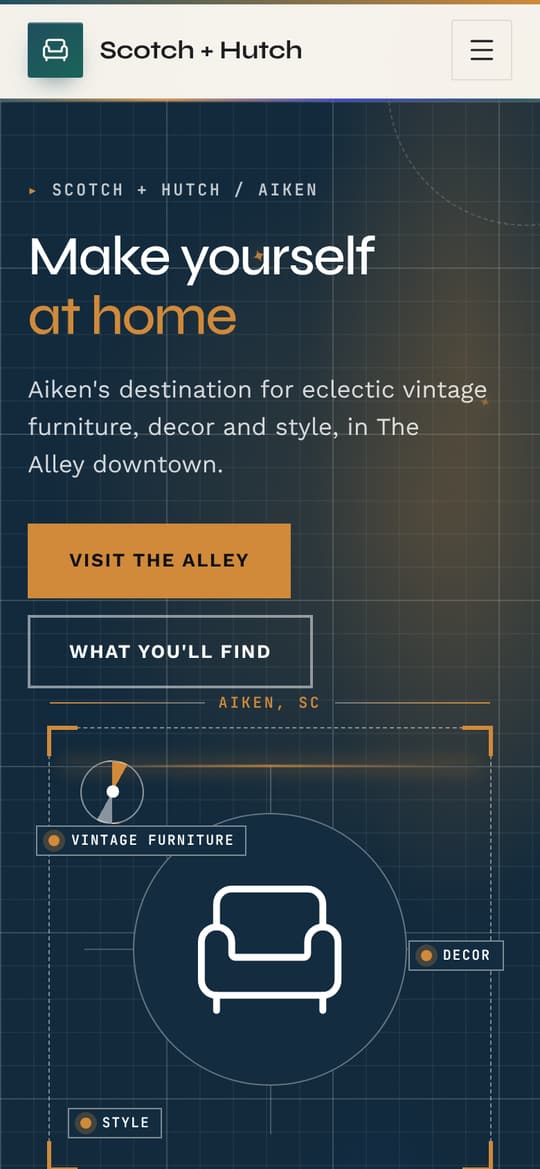 Scotch + Hutch
SCOTCH + HUTCH / AIKEN
Make yourself
at home
Aiken's destination for eclectic vintage
furniture, decor and style, in The
Alley downtown.
VISIT THE ALLEY
WHAT YOU'LL FIND
AIKEN, SC
VINTAGE FURNITURE
DECOR
STYLE